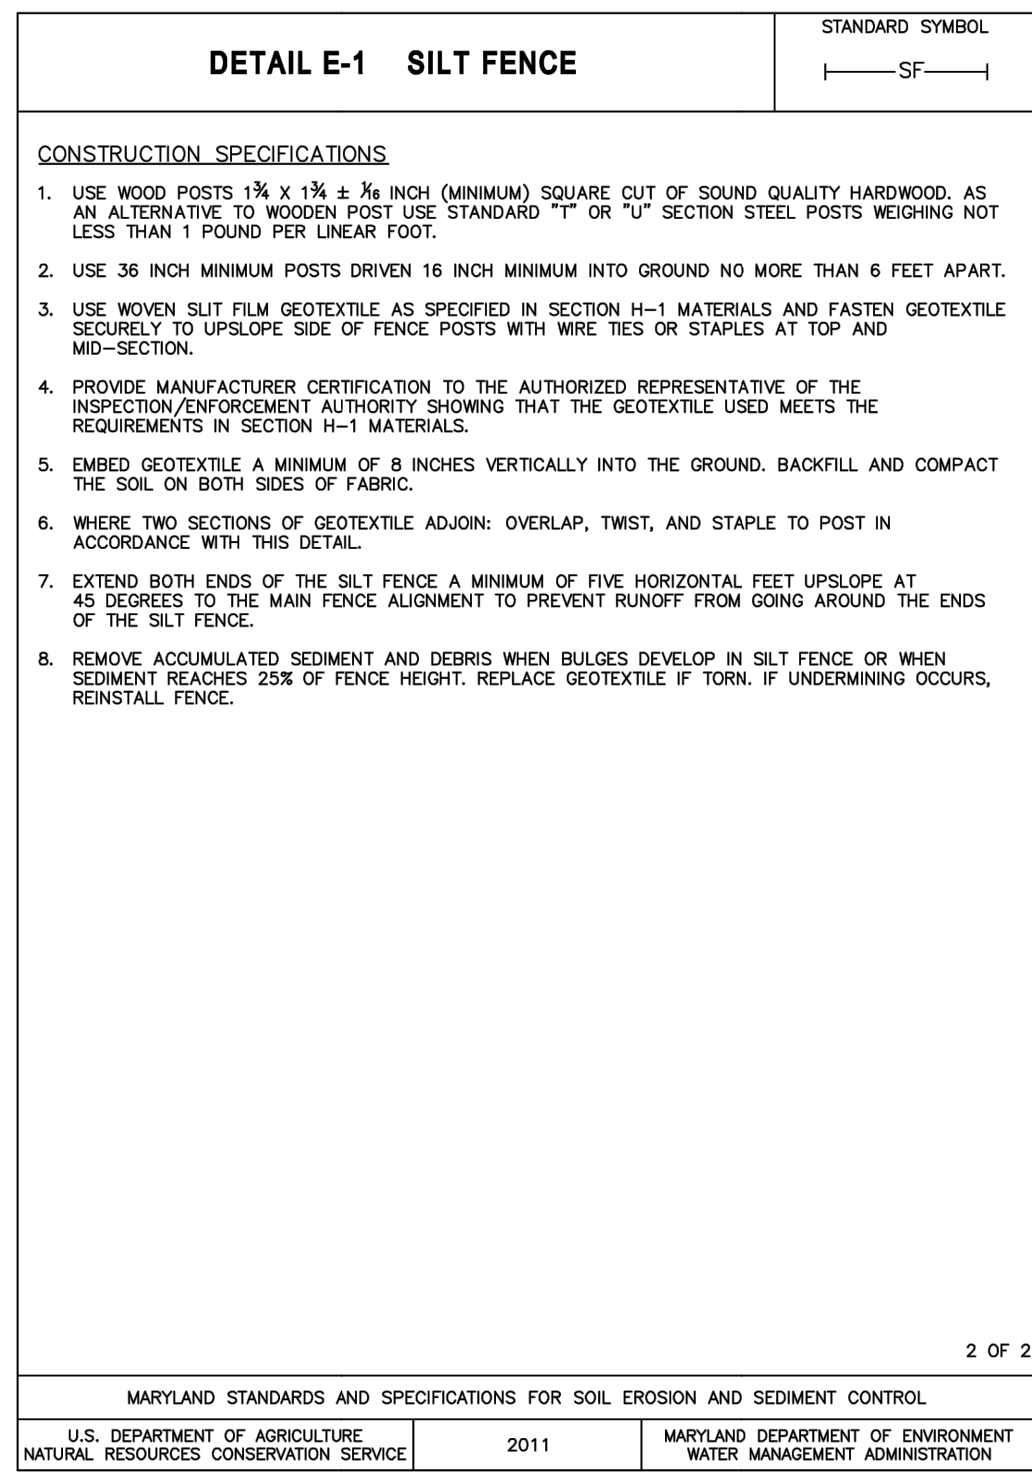 DETAIL E-1 SILT FENCE
STANDARD SYMBOL
SF
CONSTRUCTION SPECIFICATIONS
1. USE WOOD POSTS 1¾ X 1¾ ± 1⁄16 INCH (MINIMUM) SQUARE CUT OF SOUND QUALITY HARDWOOD. AS
AN ALTERNATIVE TO WOODEN POST USE STANDARD "T" OR "U" SECTION STEEL POSTS WEIGHING NOT
LESS THAN 1 POUND PER LINEAR FOOT.
2. USE 36 INCH MINIMUM POSTS DRIVEN 16 INCH MINIMUM INTO GROUND NO MORE THAN 6 FEET APART.
3. USE WOVEN SLIT FILM GEOTEXTILE AS SPECIFIED IN SECTION H-1 MATERIALS AND FASTEN GEOTEXTILE
SECURELY TO UPSLOPE SIDE OF FENCE POSTS WITH WIRE TIES OR STAPLES AT TOP AND
MID-SECTION.
4. PROVIDE MANUFACTURER CERTIFICATION TO THE AUTHORIZED REPRESENTATIVE OF THE
INSPECTION/ENFORCEMENT AUTHORITY SHOWING THAT THE GEOTEXTILE USED MEETS THE
REQUIREMENTS IN SECTION H-1 MATERIALS.
5. EMBED GEOTEXTILE A MINIMUM OF 8 INCHES VERTICALLY INTO THE GROUND. BACKFILL AND COMPACT
THE SOIL ON BOTH SIDES OF FABRIC.
6. WHERE TWO SECTIONS OF GEOTEXTILE ADJOIN: OVERLAP, TWIST, AND STAPLE TO POST IN
ACCORDANCE WITH THIS DETAIL.
7. EXTEND BOTH ENDS OF THE SILT FENCE A MINIMUM OF FIVE HORIZONTAL FEET UPSLOPE AT
45 DEGREES TO THE MAIN FENCE ALIGNMENT TO PREVENT RUNOFF FROM GOING AROUND THE ENDS
OF THE SILT FENCE.
8. REMOVE ACCUMULATED SEDIMENT AND DEBRIS WHEN BULGES DEVELOP IN SILT FENCE OR WHEN
SEDIMENT REACHES 25% OF FENCE HEIGHT. REPLACE GEOTEXTILE IF TORN. IF UNDERMINING OCCURS,
REINSTALL FENCE.
2 OF 2
MARYLAND STANDARDS AND SPECIFICATIONS FOR SOIL EROSION AND SEDIMENT CONTROL
U.S. DEPARTMENT OF AGRICULTURE
NATURAL RESOURCES CONSERVATION SERVICE
2011
MARYLAND DEPARTMENT OF ENVIRONMENT
WATER MANAGEMENT ADMINISTRATION